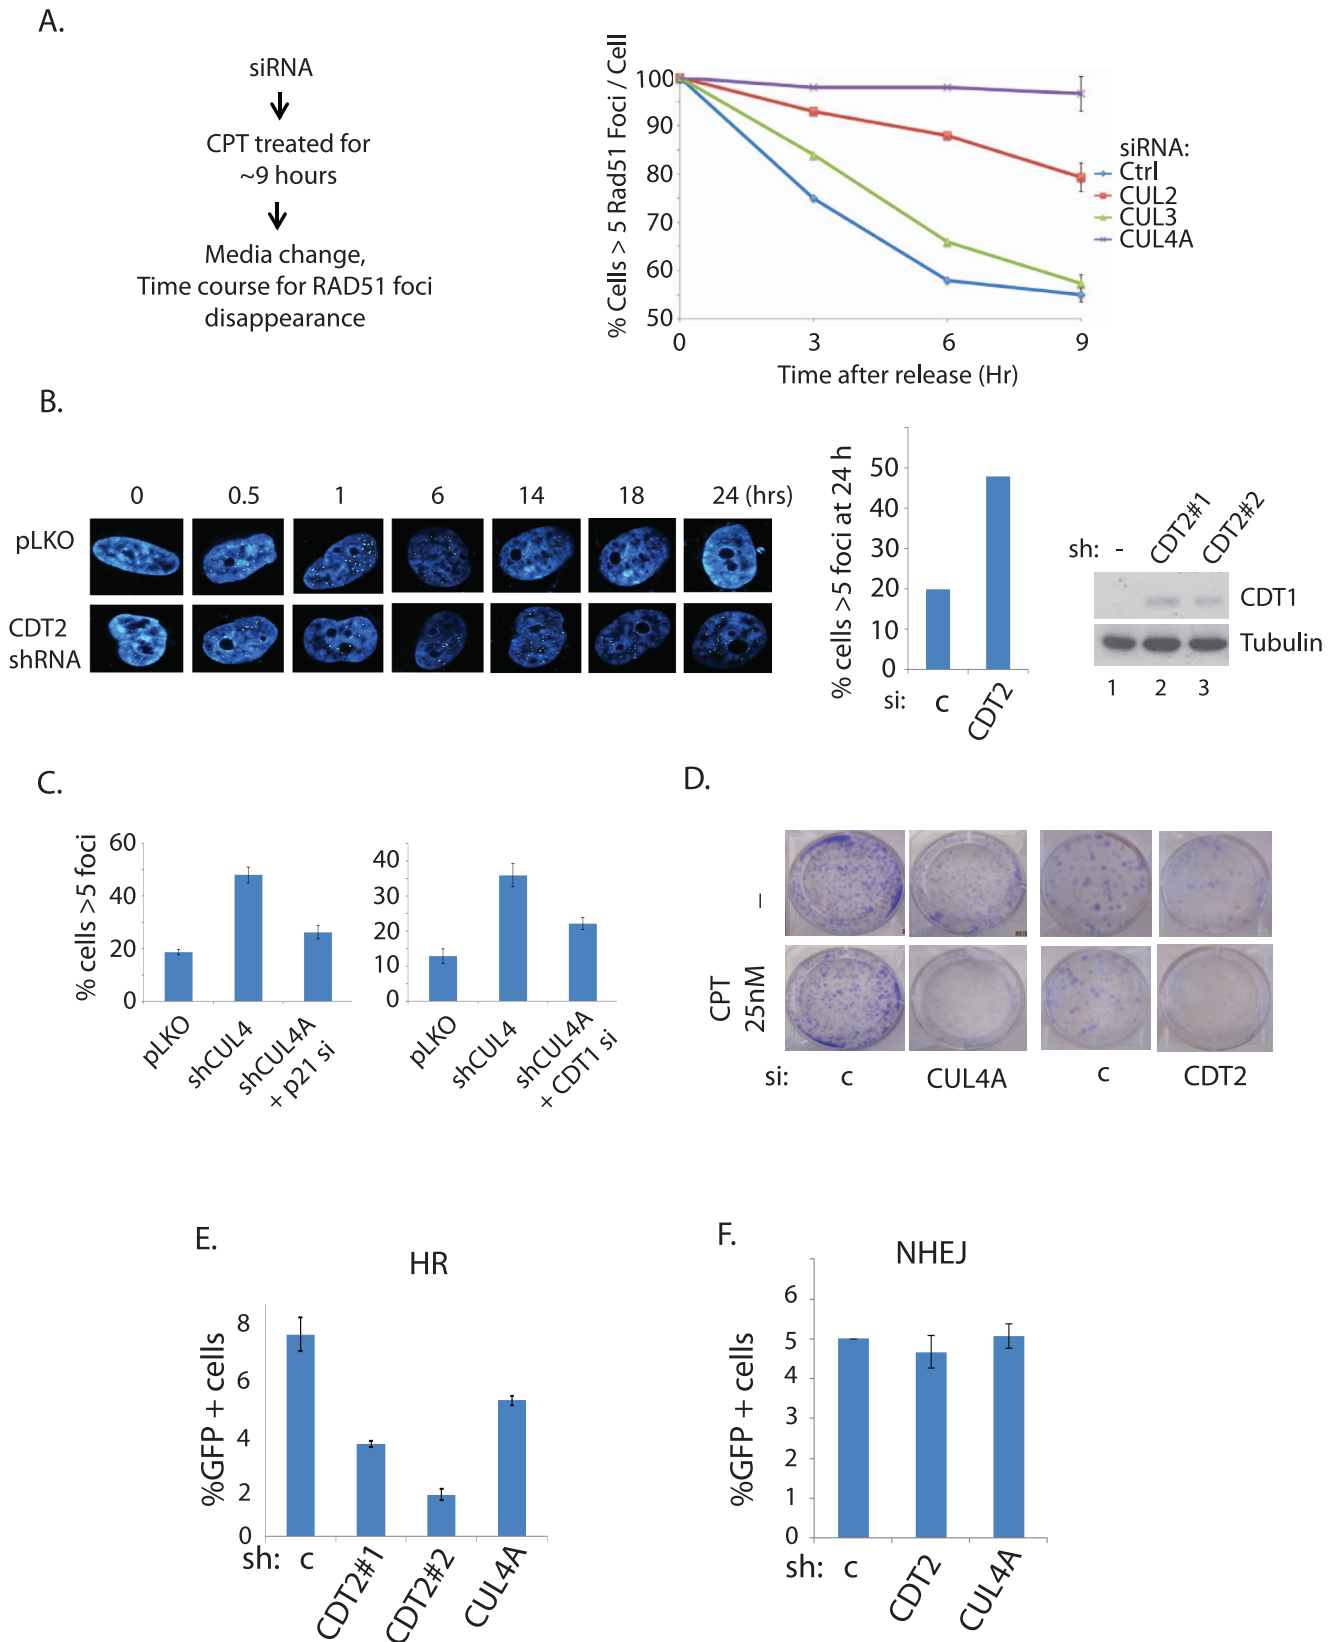 A.
siRNA
CPT treated for
~9 hours
Media change,
Time course for RAD51 foci
disappearance
% Cells > 5 Rad51 Foci / Cell
100
90
80
70
60
50
0 3 6 9
Time after release (Hr)
siRNA:
Ctrl
CUL2
CUL3
CUL4A
B.
0 0.5 1 6 14 18 24 (hrs)
pLKO
CDT2
shRNA
% cells >5 foci at 24 h
50
40
50
30
20
10
0
si: c CDT2
sh: - CDT2#1 CDT2#2
CDT1
Tubulin
1 2 3
C.
% cells >5 foci
60
40
20
0
pLKO
shCUL4
shCUL4A
+ p21 si
40
30
20
10
0
pLKO
shCUL4
shCUL4A
+ CDT1 si
D.
–
CPT
25nM
si: c CUL4A c CDT2
E.
HR
%GFP + cells
8
6
4
2
0
sh: c CDT2#1 CDT2#2 CUL4A
F.
NHEJ
%GFP + cells
6
5
4
3
2
1
0
sh: c CDT2 CUL4A